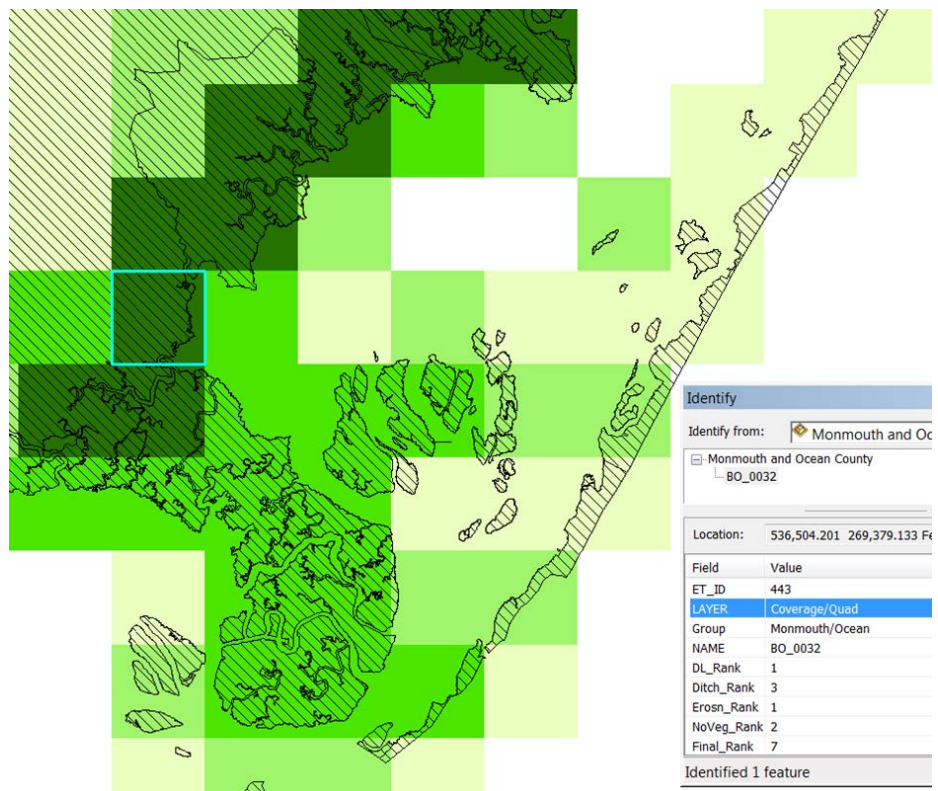 Identify
Identify from: Monmouth and Oc
Monmouth and Ocean County
BO_0032
Location: 536,504.201 269,379.133 Fe
Field Value
ET_ID 443
LAYER Coverage/Quad
Group Monmouth/Ocean
NAME BO_0032
DL_Rank 1
Ditch_Rank 3
Erosn_Rank 1
NoVeg_Rank 2
Final_Rank 7
Identified 1 feature